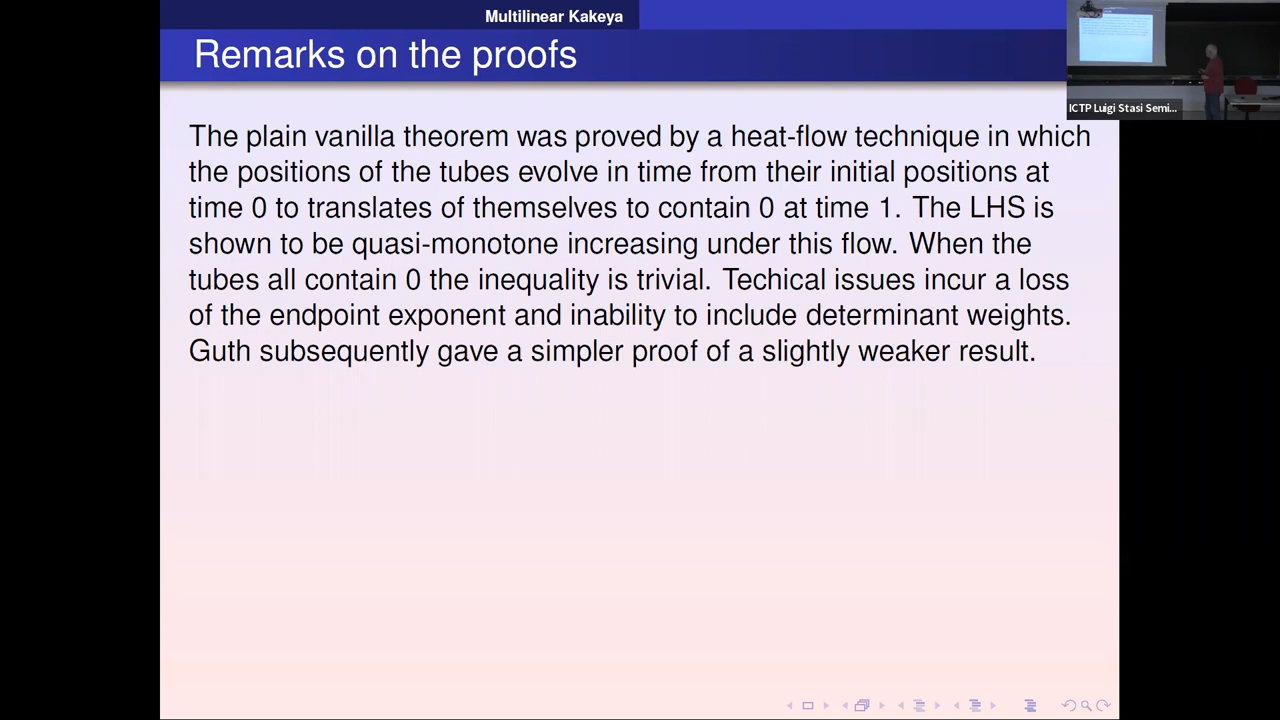 Multilinear Kakeya
Remarks on the proofs
ICTP Luigi Stasi Semi...
The plain vanilla theorem was proved by a heat-flow technique in which
the positions of the tubes evolve in time from their initial positions at
time 0 to translates of themselves to contain 0 at time 1. The LHS is
shown to be quasi-monotone increasing under this flow. When the
tubes all contain 0 the inequality is trivial. Techical issues incur a loss
of the endpoint exponent and inability to include determinant weights.
Guth subsequently gave a simpler proof of a slightly weaker result.